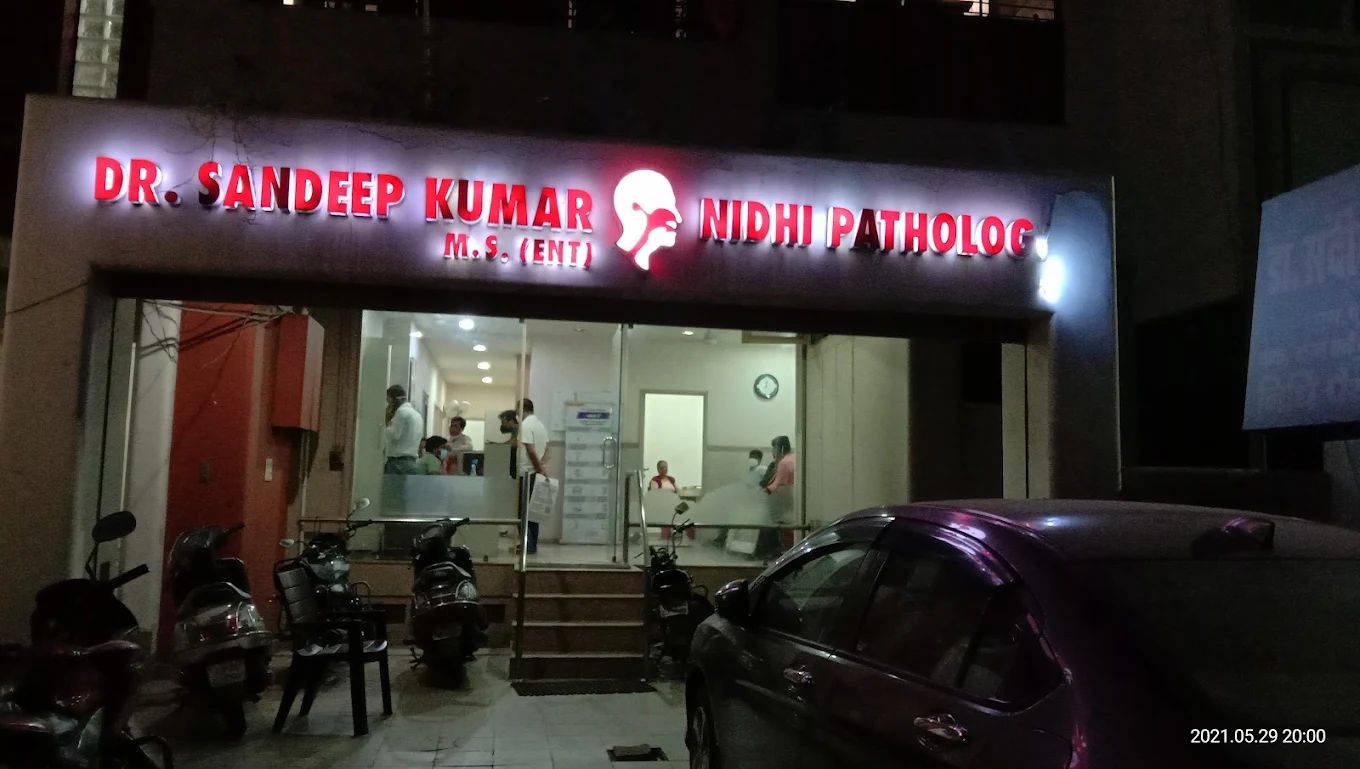 DR. SANDEEP KUMAR
M.S. (ENT)
NIDHI PATHOLOG
2021.05.29 20:00